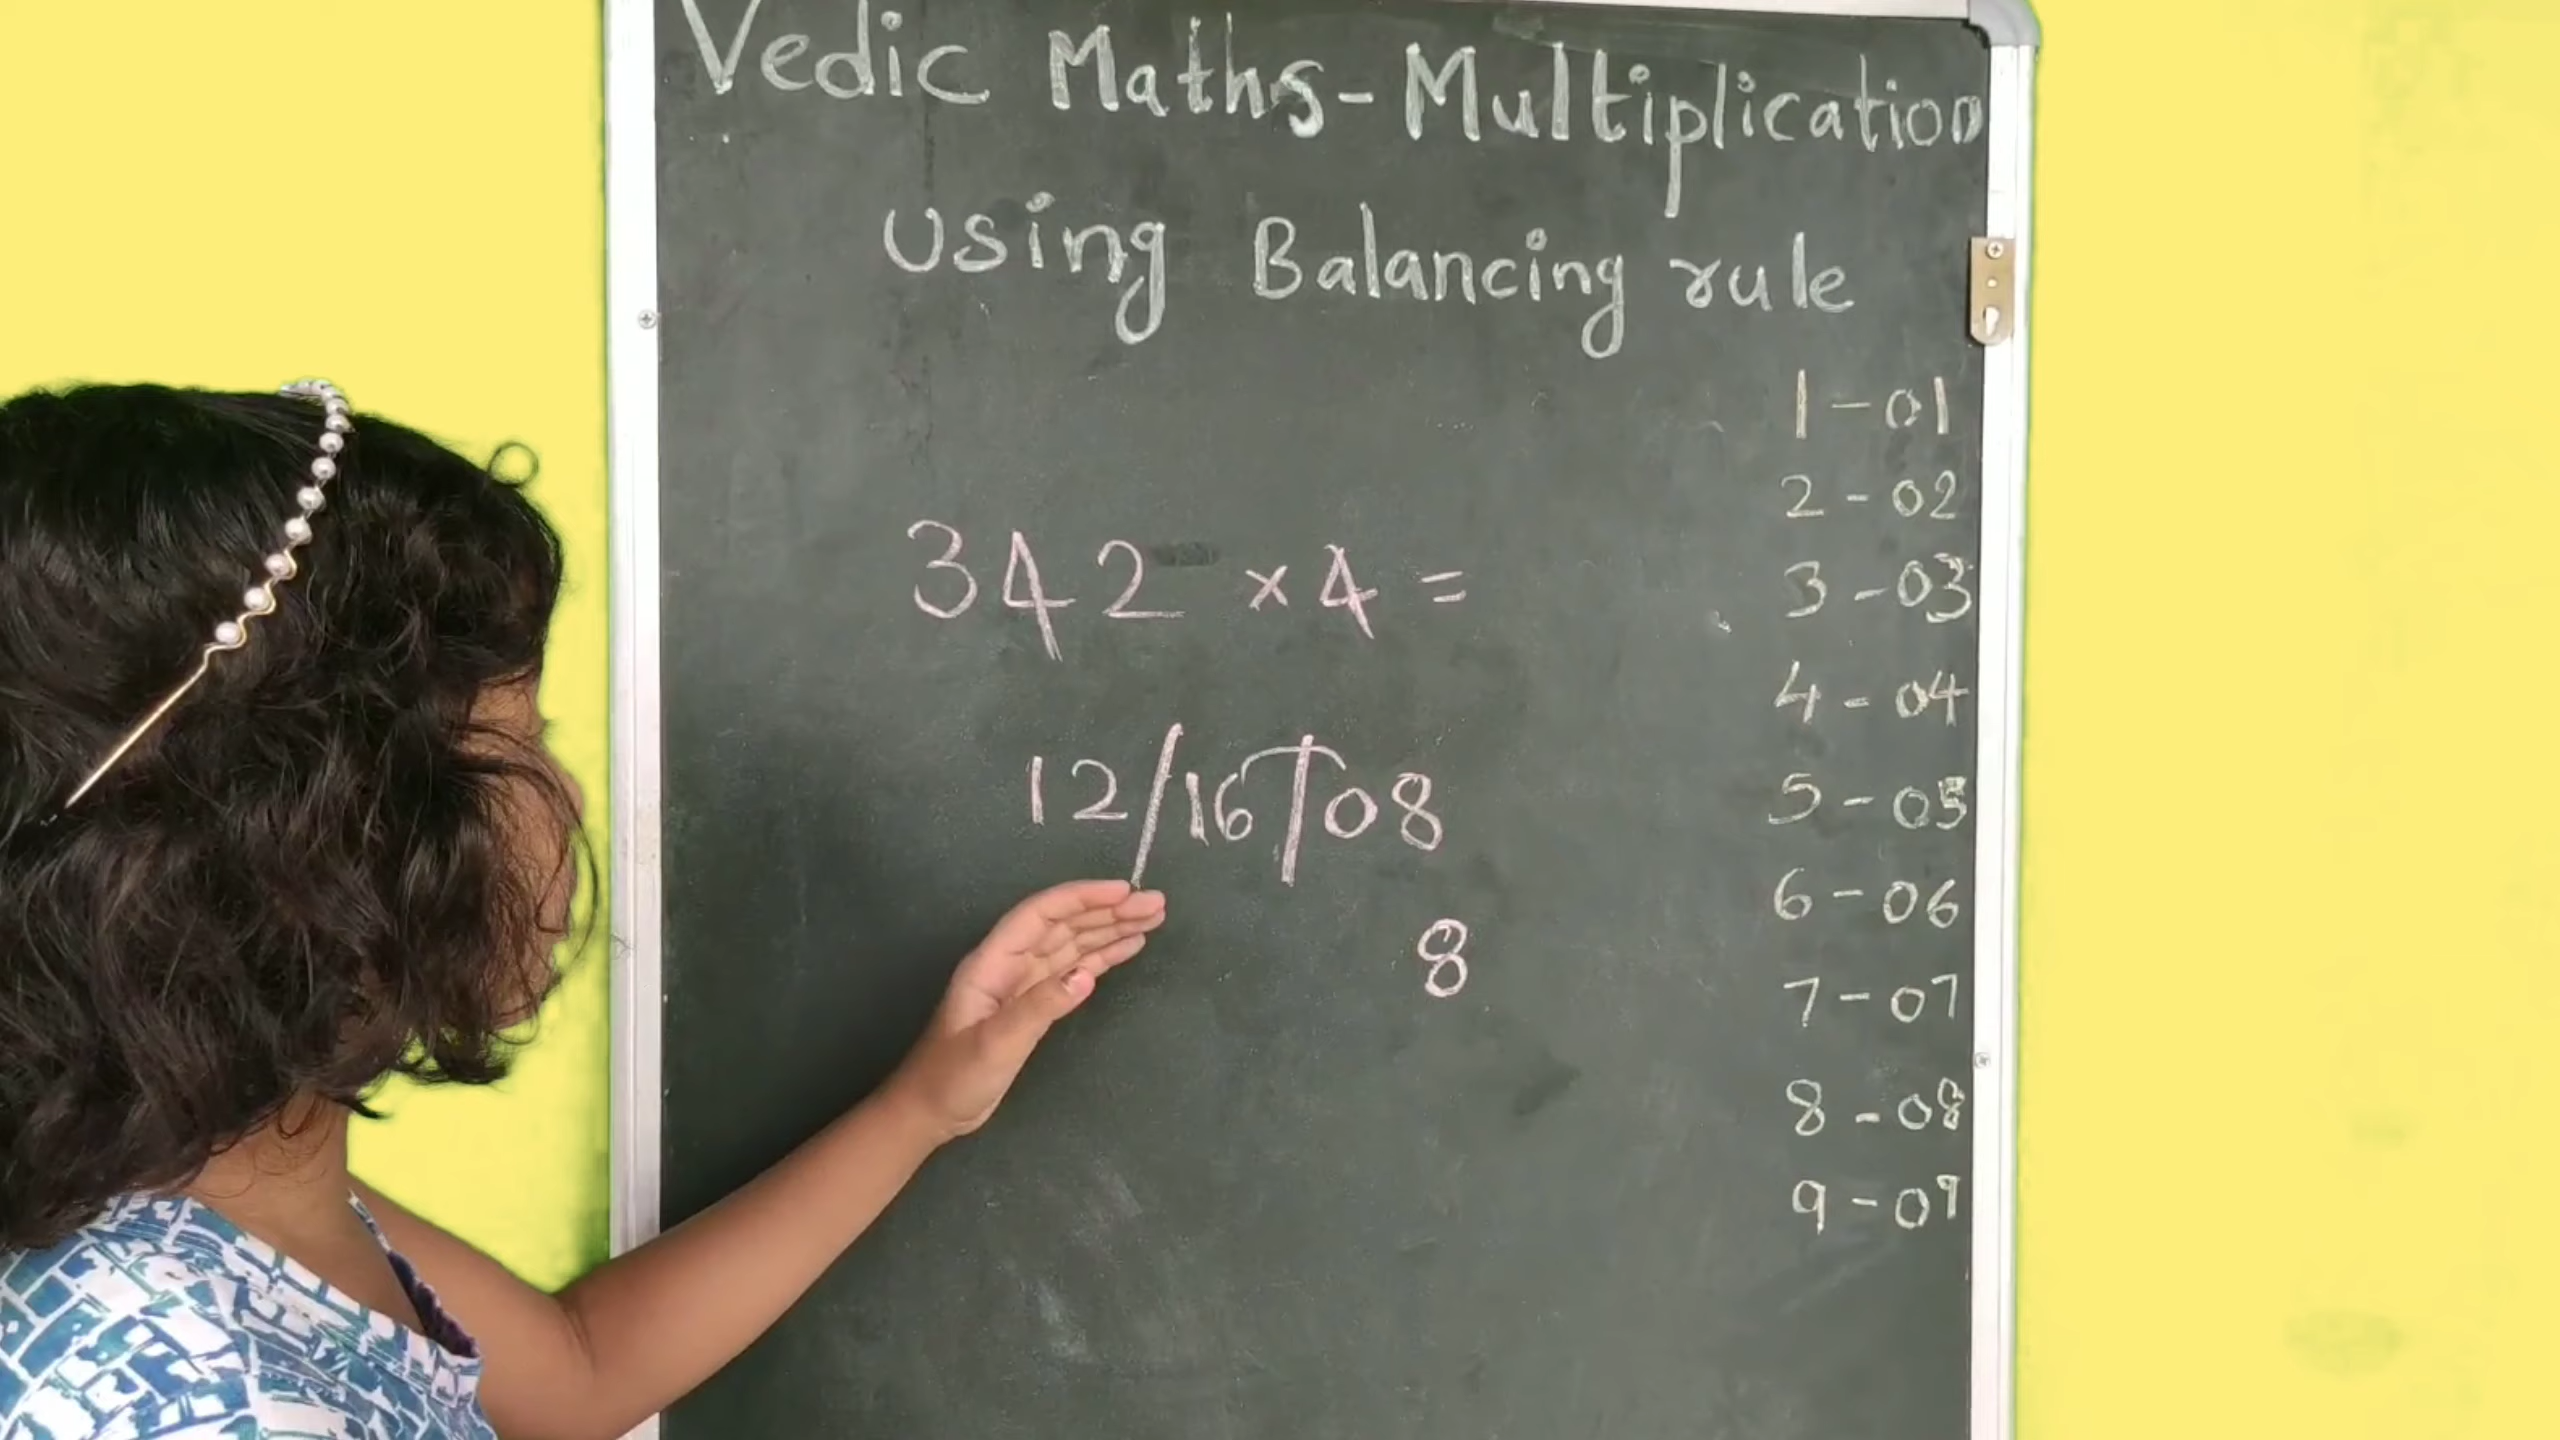 Vedic Maths - Multiplication
using Balancing rule
342 × 4 =
12/16/08
8
1 - 01
2 - 02
3 - 03
4 - 04
5 - 05
6 - 06
7 - 07
8 - 08
9 - 09